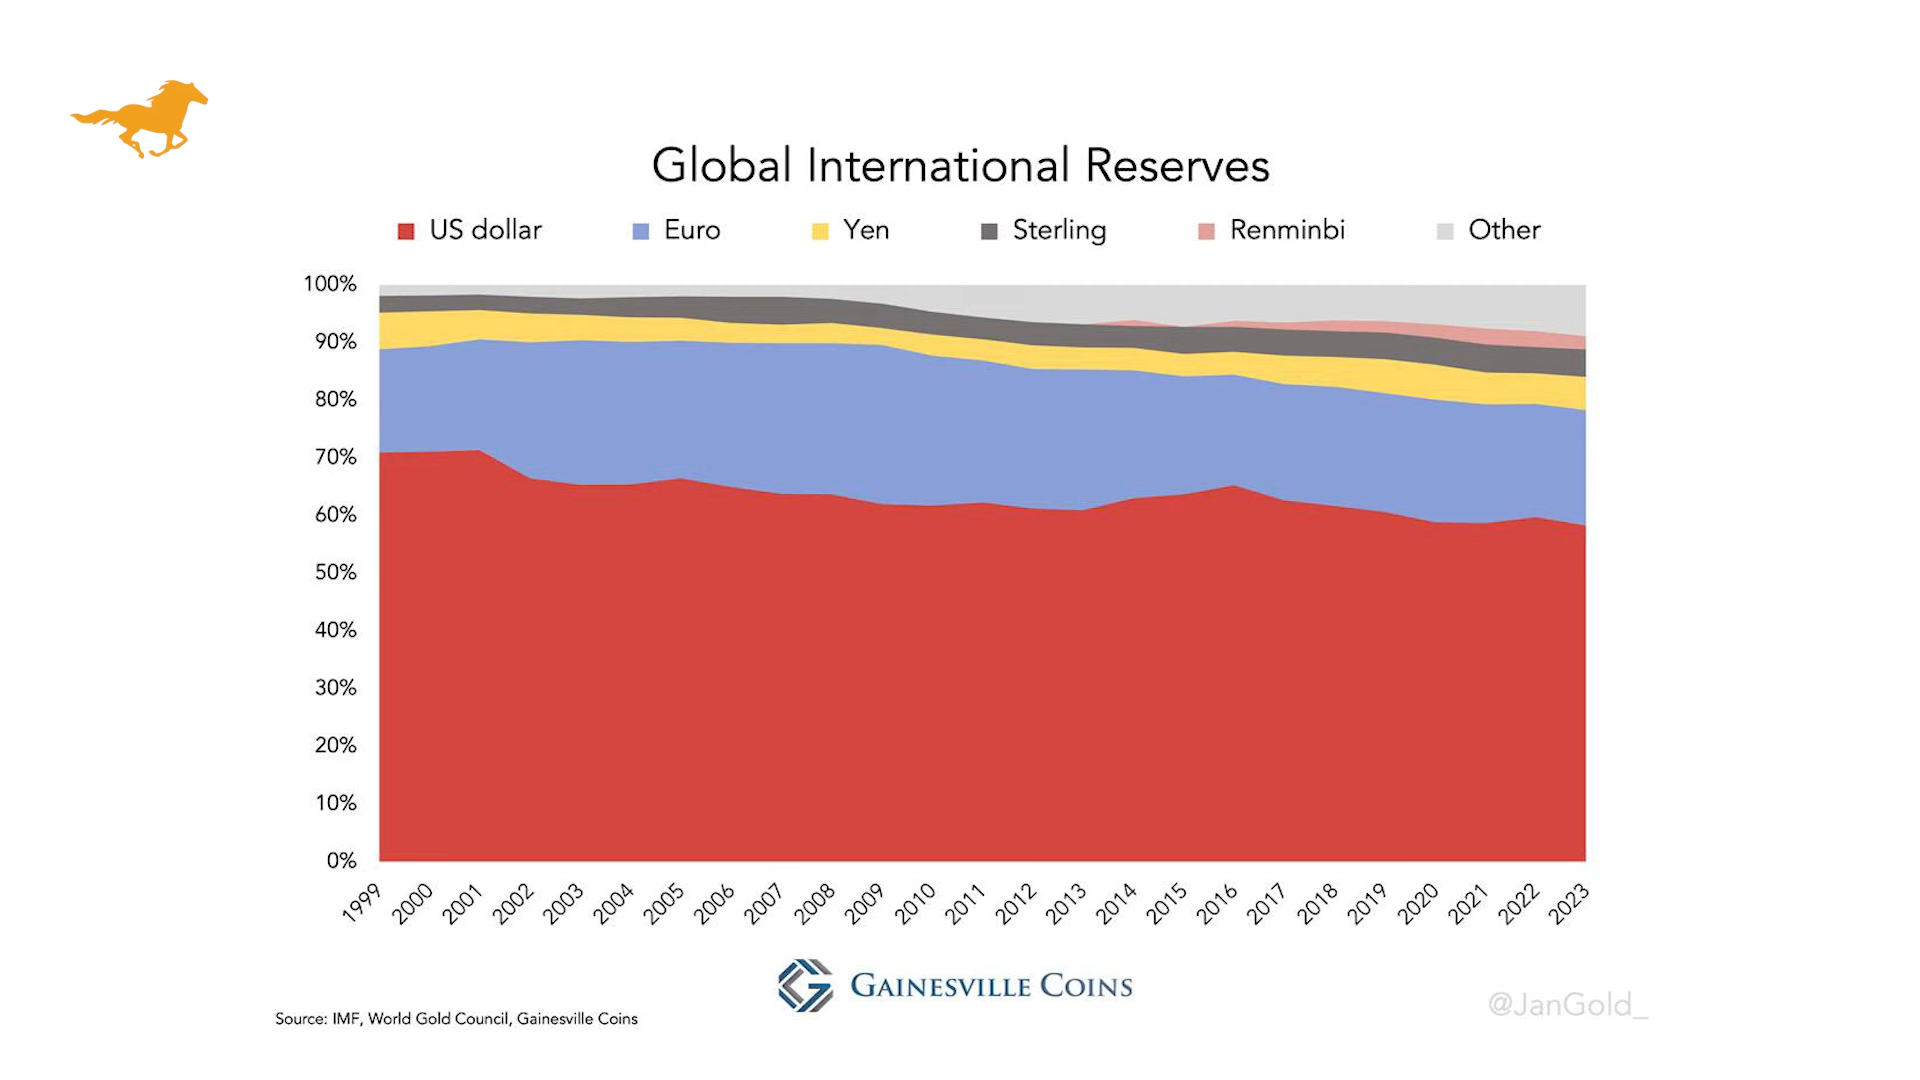 Global International Reserves
US dollar Euro Yen Sterling Renminbi Other
100%
90%
80%
70%
60%
50%
40%
30%
20%
10%
0%
1999 2000 2001 2002 2003 2004 2005 2006 2007 2008 2009 2010 2011 2012 2013 2014 2015 2016 2017 2018 2019 2020 2021 2022 2023
GAINESVILLE COINS
@JanGold_
Source: IMF, World Gold Council, Gainesville Coins